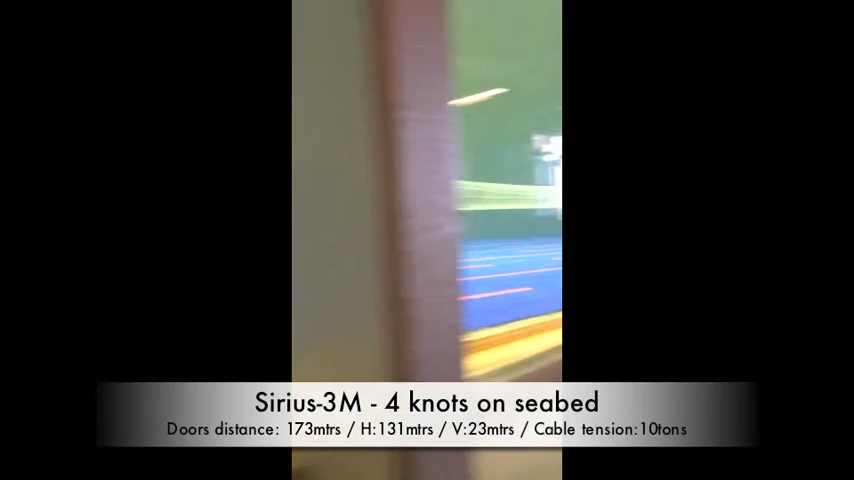 Sirius-3M - 4 knots on seabed
Doors distance: 173mtrs / H:131mtrs / V:23mtrs / Cable tension:10tons